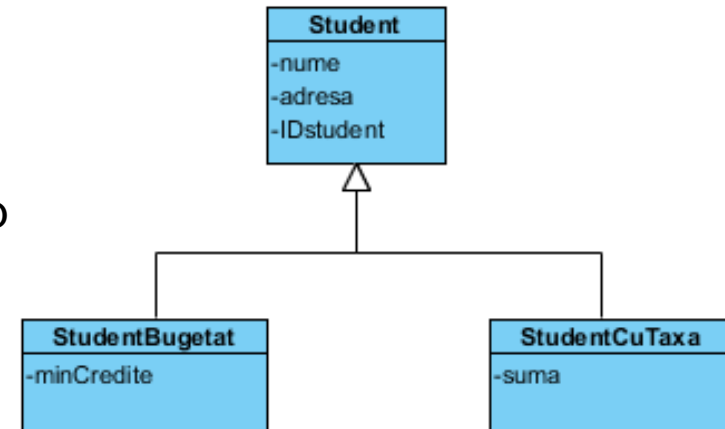 Student
-nume
-adresa
-IDstudent
StudentBugetat
-minCredite
StudentCuTaxa
-suma